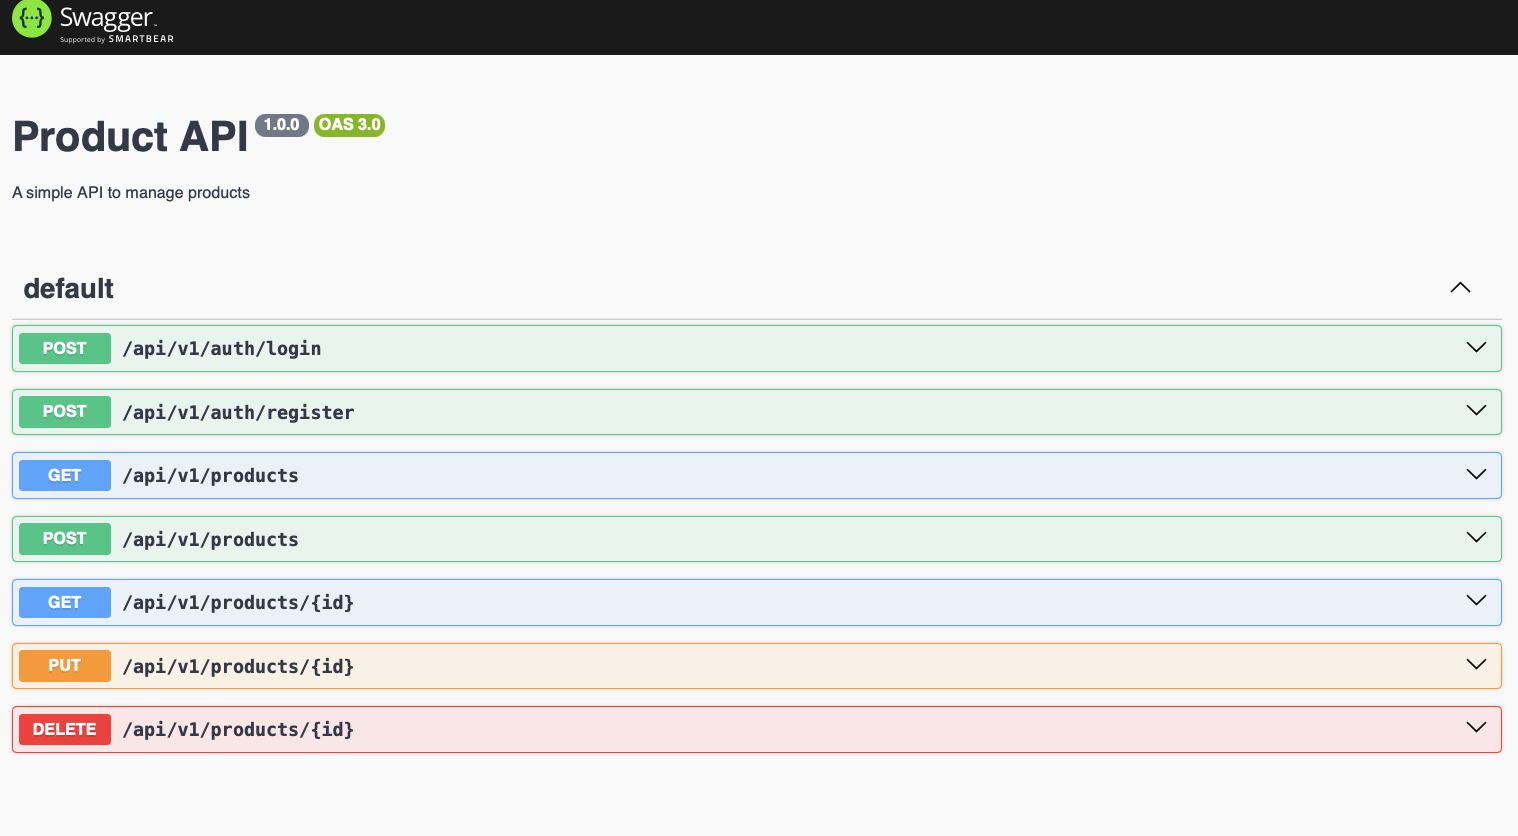 {···} Swagger™
Supported by SMARTBEAR
Product API 1.0.0 OAS 3.0
A simple API to manage products
default
POST /api/v1/auth/login
POST /api/v1/auth/register
GET /api/v1/products
POST /api/v1/products
GET /api/v1/products/{id}
PUT /api/v1/products/{id}
DELETE /api/v1/products/{id}